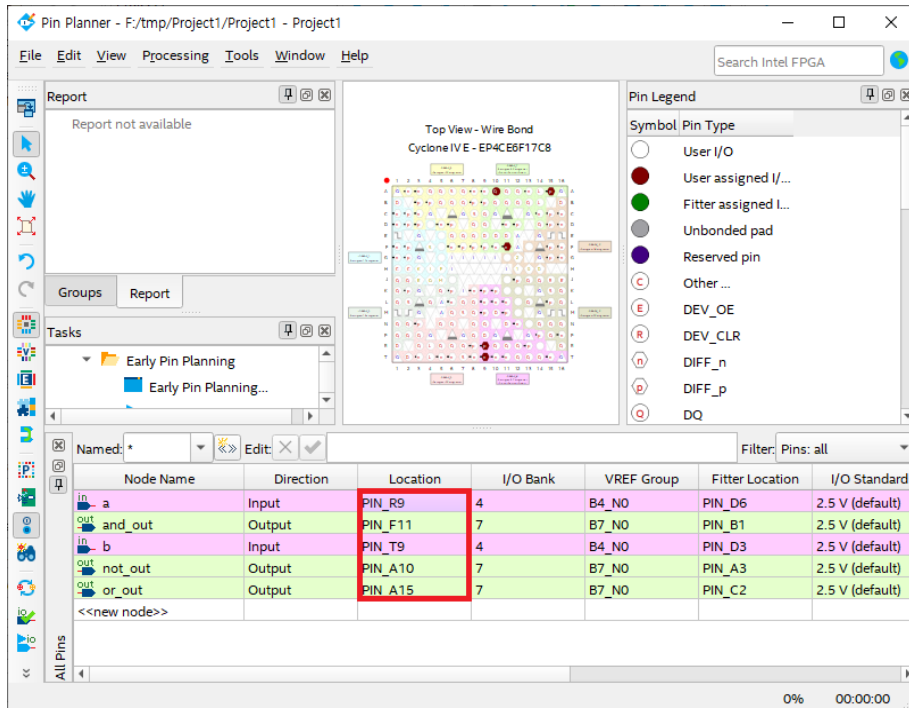 Pin Planner - F:/tmp/Project1/Project1 - Project1
File Edit View Processing Tools Window Help
Search Intel FPGA
Report
Report not available
Groups Report
Tasks
Early Pin Planning
Early Pin Planning...
Top View - Wire Bond
Cyclone IV E - EP4CE6F17C8
Pin Legend
Symbol Pin Type
User I/O
User assigned I/...
Fitter assigned I...
Unbonded pad
Reserved pin
C Other ...
E DEV_OE
R DEV_CLR
n DIFF_n
p DIFF_p
Q DQ
Named: * Edit: Filter: Pins: all
Node Name Direction Location I/O Bank VREF Group Fitter Location I/O Standard
in a Input PIN_R9 4 B4_N0 PIN_D6 2.5 V (default)
out and_out Output PIN_F11 7 B7_N0 PIN_B1 2.5 V (default)
in b Input PIN_T9 4 B4_N0 PIN_D3 2.5 V (default)
out not_out Output PIN_A10 7 B7_N0 PIN_A3 2.5 V (default)
out or_out Output PIN_A15 7 B7_N0 PIN_C2 2.5 V (default)
<<new node>>
All Pins
0% 00:00:00